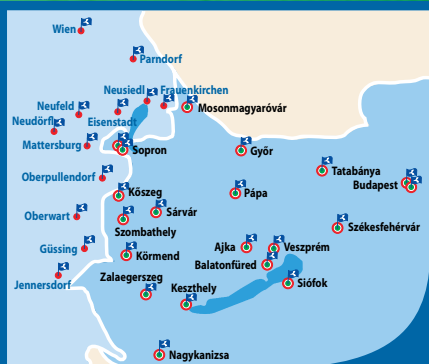 Wien
Parndorf
Neusiedl
Frauenkirchen
Neufeld
Eisenstadt
Mosonmagyaróvár
Neudörfl
Mattersburg
Sopron
Győr
Tatabánya
Budapest
Oberpullendorf
Kőszeg
Pápa
Sárvár
Oberwart
Szombathely
Székesfehérvár
Güssing
Körmend
Ajka
Veszprém
Balatonfüred
Jennersdorf
Zalaegerszeg
Keszthely
Siófok
Nagykanizsa